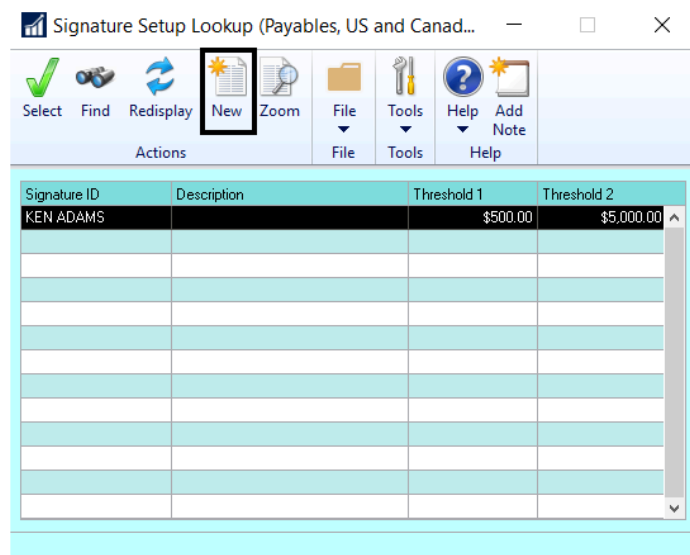 Signature Setup Lookup (Payables, US and Canad...
Select Find Redisplay New Zoom File Tools Help Add Note
Actions File Tools Help
Signature ID Description Threshold 1 Threshold 2
KEN ADAMS $500.00 $5,000.00